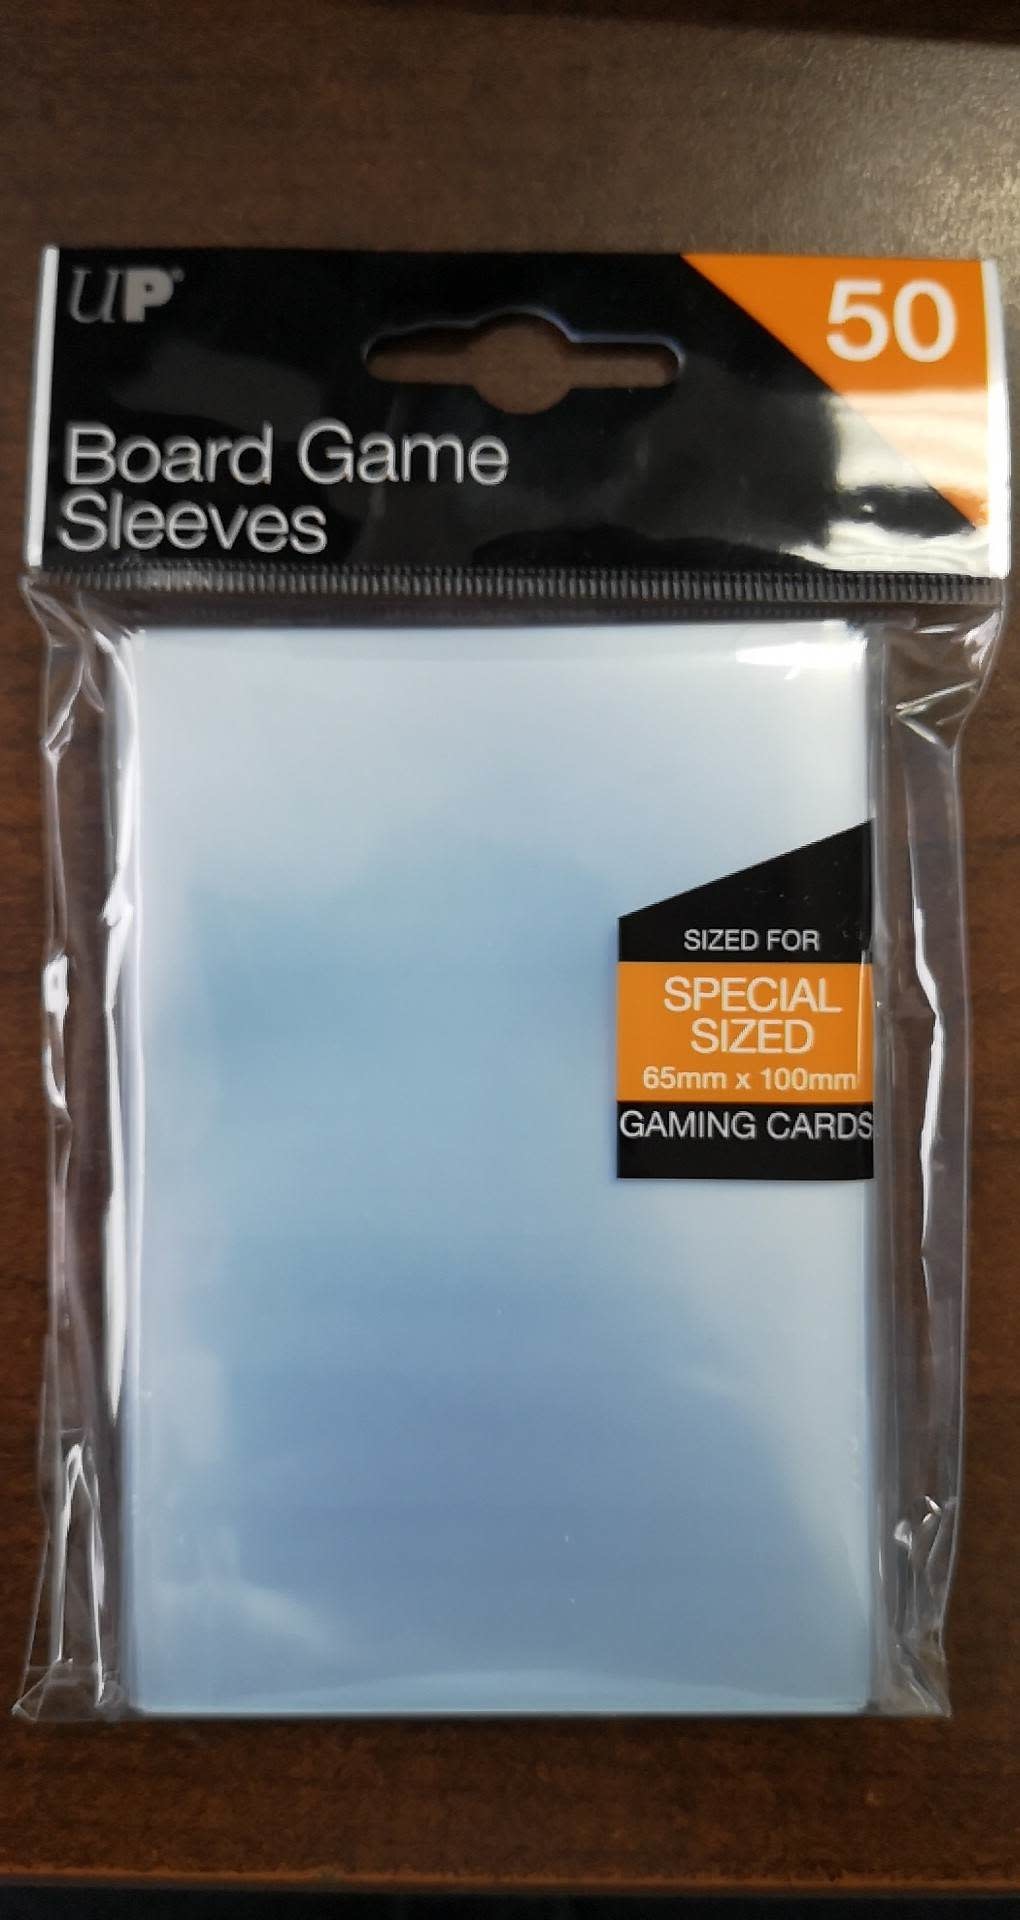 UP®
50
Board Game
Sleeves
SIZED FOR
SPECIAL
SIZED
65mm x 100mm
GAMING CARDS